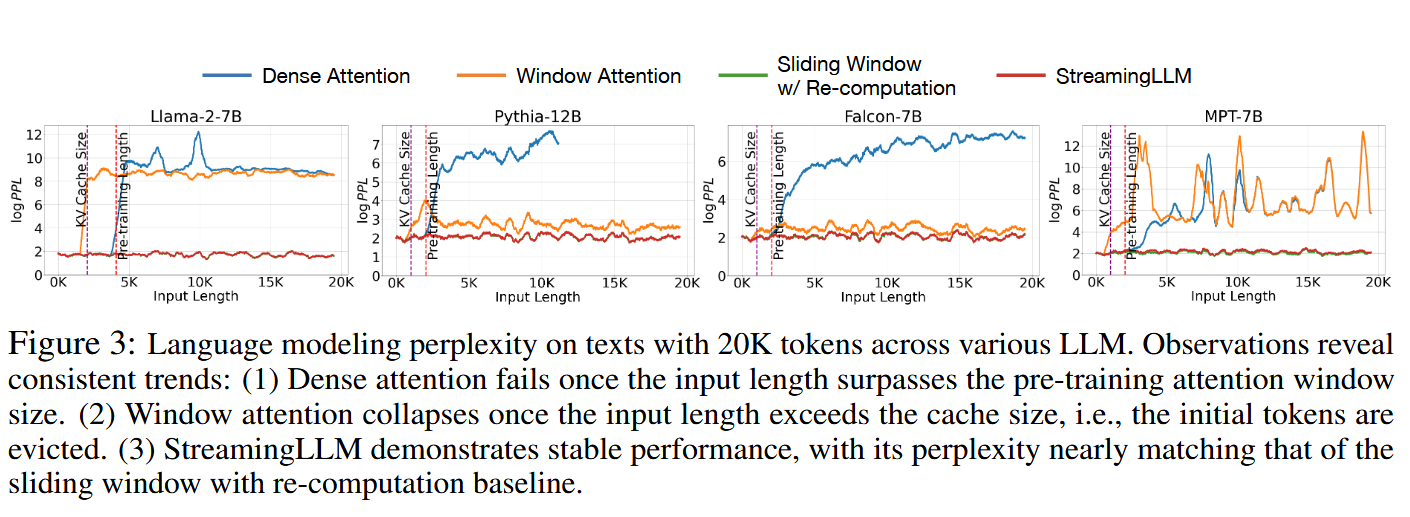 Dense Attention
Window Attention
Sliding Window
w/ Re-computation
StreamingLLM
Llama-2-7B
12
10
8
6
4
2
0
log PPL
KV Cache Size
Pre-training Length
0K
5K
10K
15K
20K
Input Length
Pythia-12B
7
6
5
4
3
2
1
0
log PPL
KV Cache Size
Pre-training Length
0K
5K
10K
15K
20K
Input Length
Falcon-7B
6
4
2
0
log PPL
KV Cache Size
Pre-training Length
0K
5K
10K
15K
20K
Input Length
MPT-7B
12
10
8
6
4
2
0
log PPL
KV Cache Size
Pre-training Length
0K
5K
10K
15K
20K
Input Length
Figure 3: Language modeling perplexity on texts with 20K tokens across various LLM. Observations reveal
consistent trends: (1) Dense attention fails once the input length surpasses the pre-training attention window
size. (2) Window attention collapses once the input length exceeds the cache size, i.e., the initial tokens are
evicted. (3) StreamingLLM demonstrates stable performance, with its perplexity nearly matching that of the
sliding window with re-computation baseline.